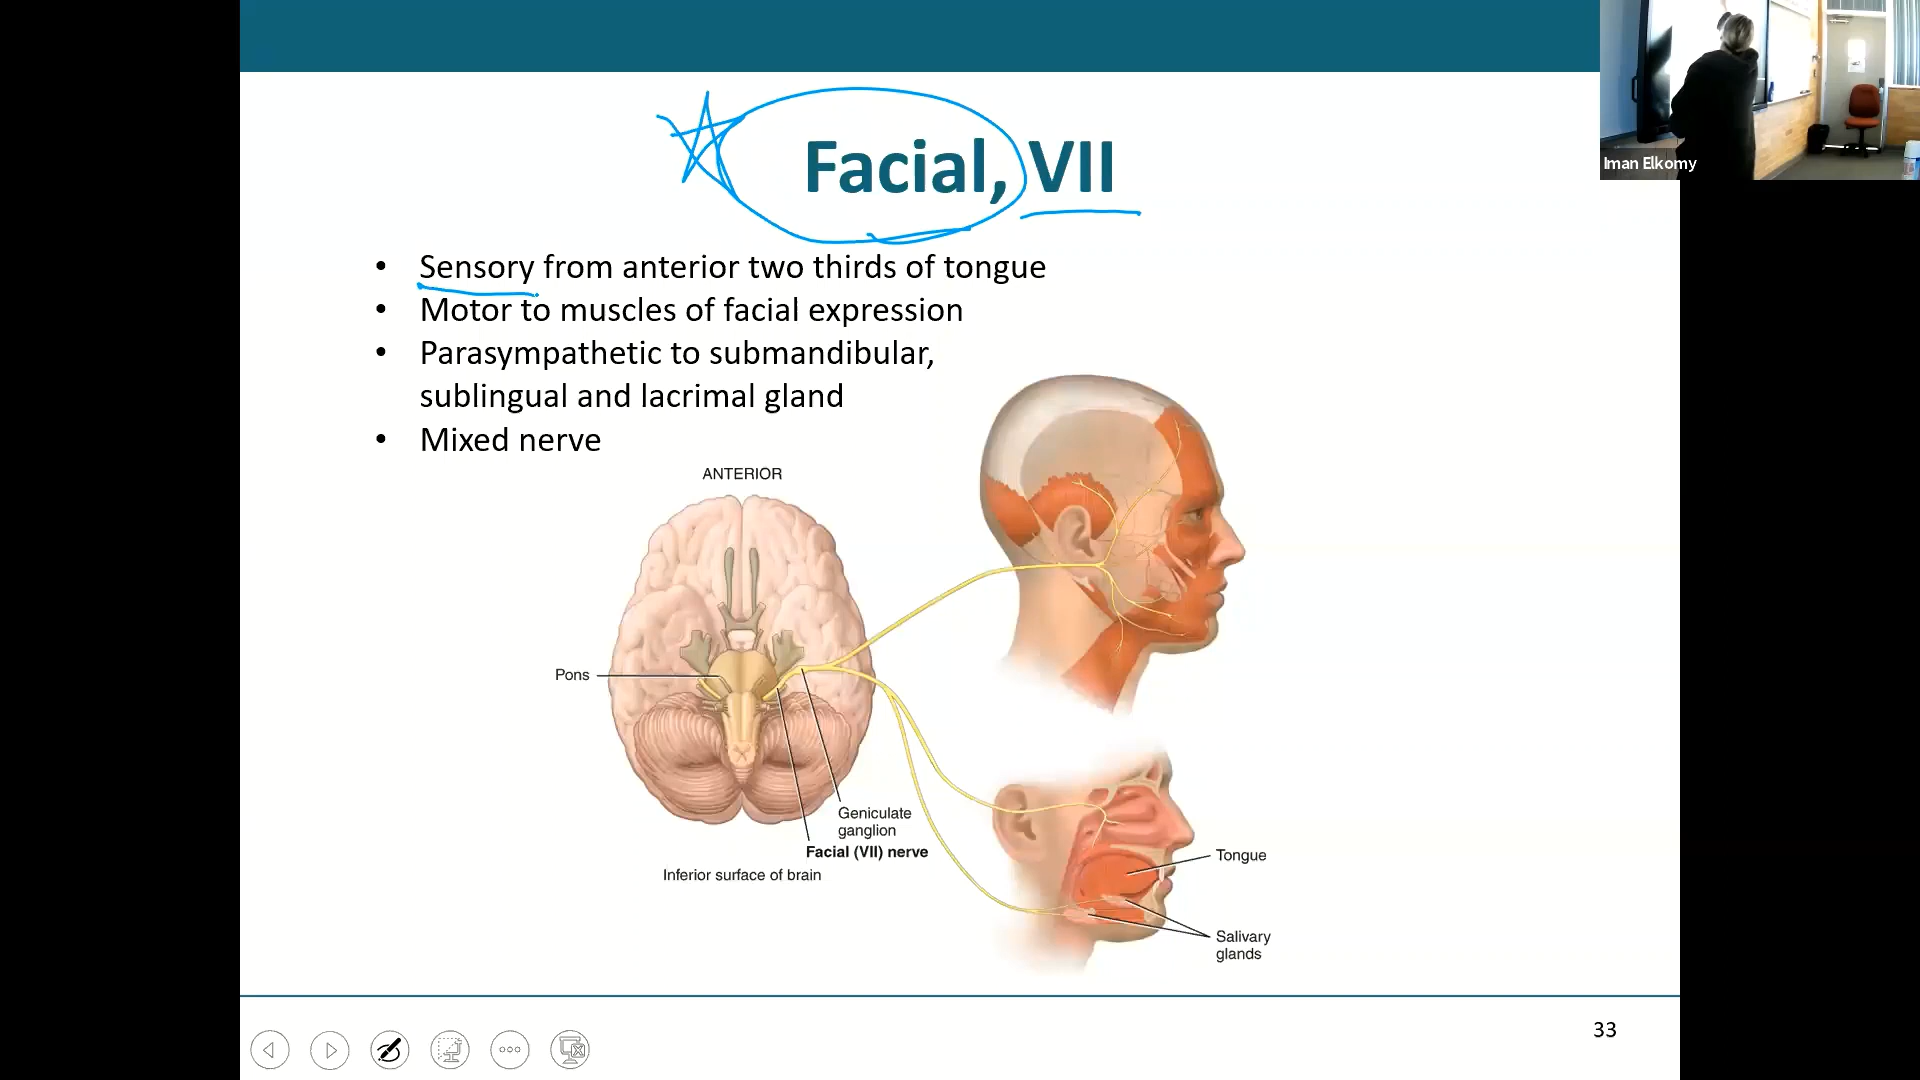 Facial, VII
Iman Elkomy
• Sensory from anterior two thirds of tongue
• Motor to muscles of facial expression
• Parasympathetic to submandibular,
sublingual and lacrimal gland
• Mixed nerve
ANTERIOR
Pons
Geniculate
ganglion
Facial (VII) nerve
Inferior surface of brain
Tongue
Salivary
glands
33